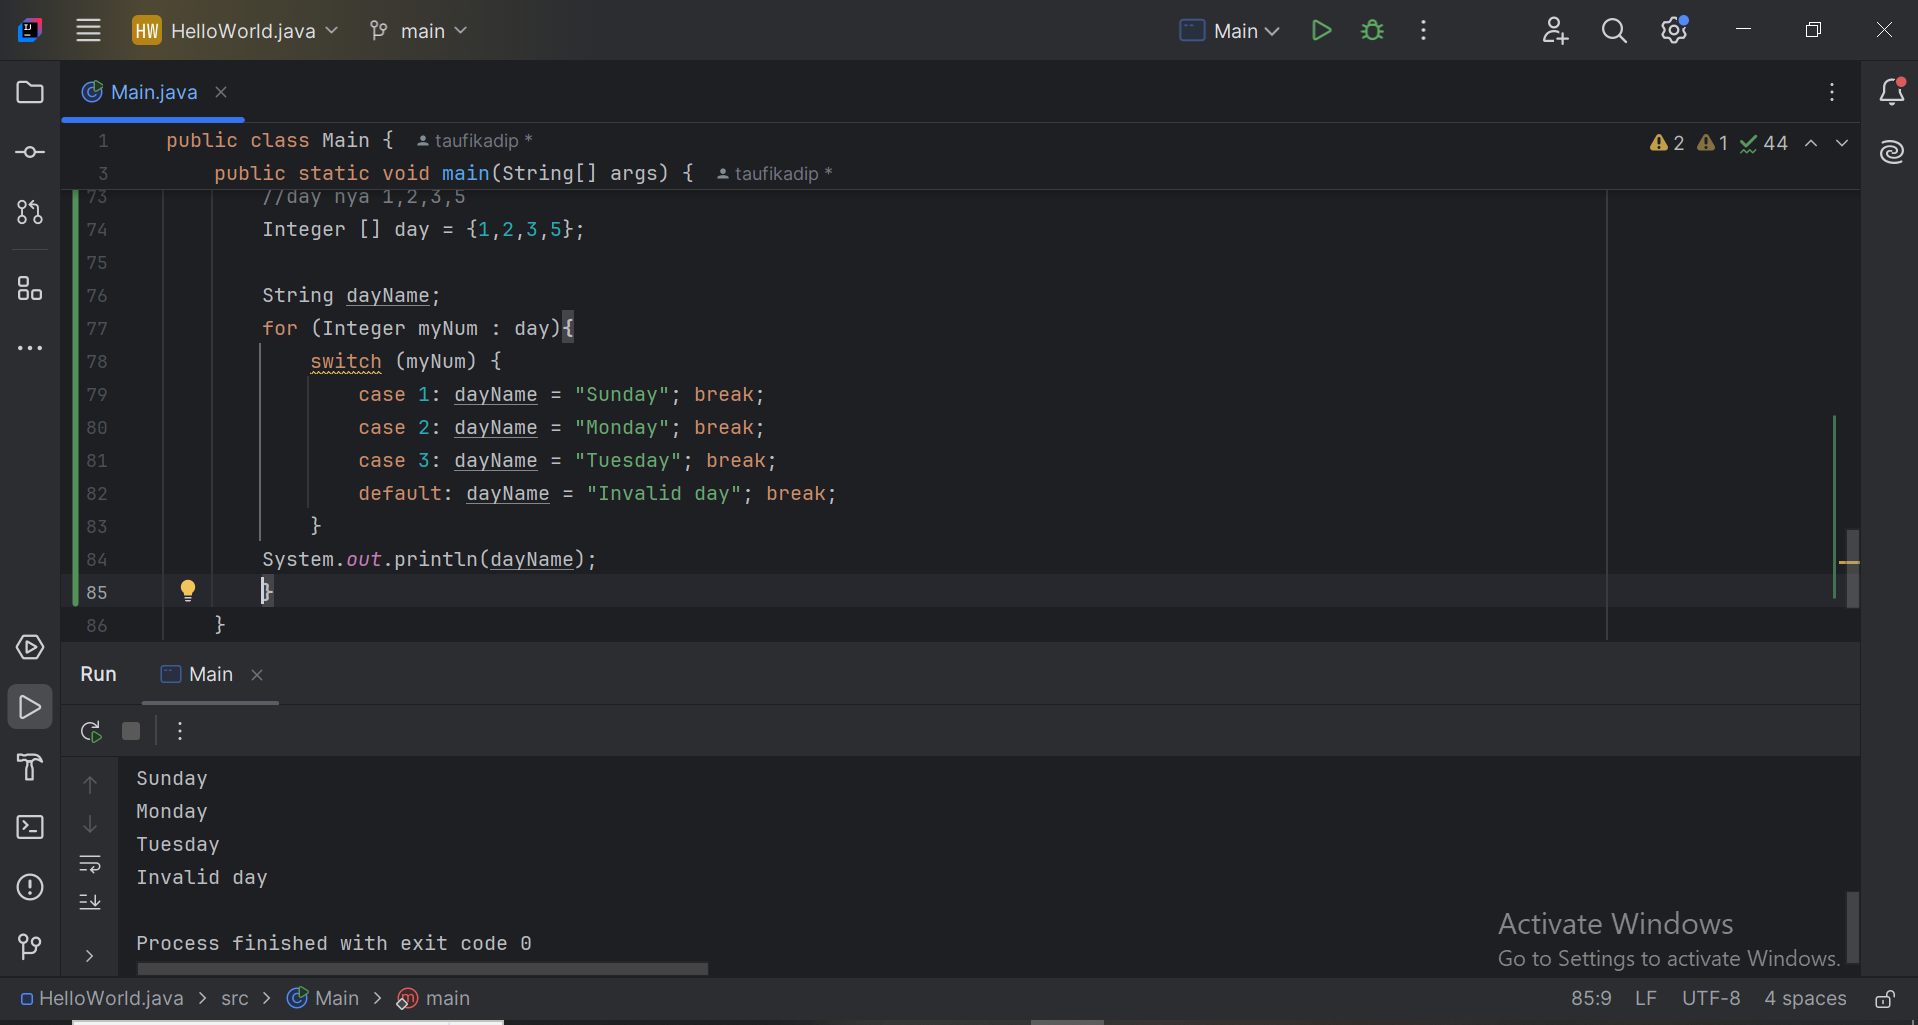 HW HelloWorld.java main Main
Main.java
1 public class Main { taufikadip *
3 public static void main(String[] args) { taufikadip *
2 1 44
73 //day nya 1,2,3,5
74 Integer [] day = {1,2,3,5};
75
76 String dayName;
77 for (Integer myNum : day){
78 switch (myNum) {
79 case 1: dayName = "Sunday"; break;
80 case 2: dayName = "Monday"; break;
81 case 3: dayName = "Tuesday"; break;
82 default: dayName = "Invalid day"; break;
83 }
84 System.out.println(dayName);
85 }
86 }
Run Main
Sunday
Monday
Tuesday
Invalid day
Process finished with exit code 0
Activate Windows
Go to Settings to activate Windows.
HelloWorld.java > src > Main > main
85:9 LF UTF-8 4 spaces